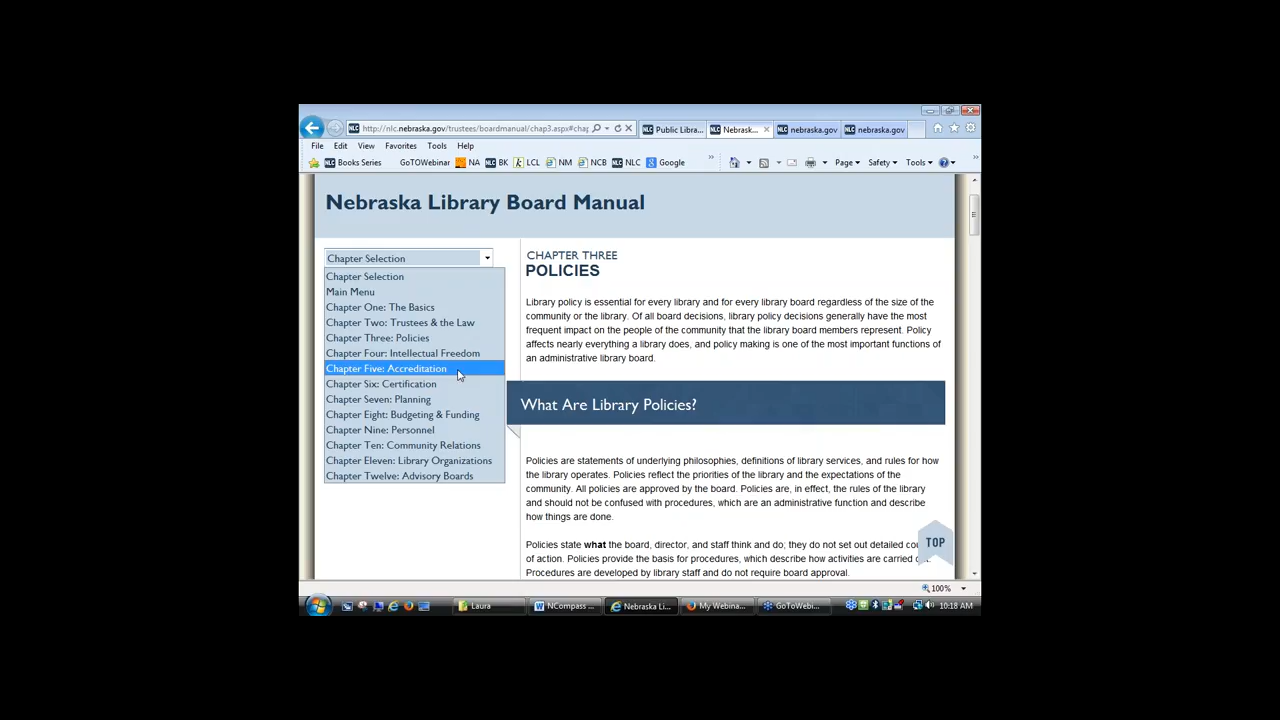 http://nlc.nebraska.gov/trustees/boardmanual/chap3.aspx#chap
Public Libra...
Nebrask...
nebraska.gov
nebraska.gov
File Edit View Favorites Tools Help
Books Series GoTOWebinar NA BK LCL NM NCB NLC Google
Page Safety Tools
Nebraska Library Board Manual
Chapter Selection
Chapter Selection
Main Menu
Chapter One: The Basics
Chapter Two: Trustees & the Law
Chapter Three: Policies
Chapter Four: Intellectual Freedom
Chapter Five: Accreditation
Chapter Six: Certification
Chapter Seven: Planning
Chapter Eight: Budgeting & Funding
Chapter Nine: Personnel
Chapter Ten: Community Relations
Chapter Eleven: Library Organizations
Chapter Twelve: Advisory Boards
CHAPTER THREE
POLICIES
Library policy is essential for every library and for every library board regardless of the size of the
community or the library. Of all board decisions, library policy decisions generally have the most
frequent impact on the people of the community that the library board members represent. Policy
affects nearly everything a library does, and policy making is one of the most important functions of
an administrative library board.
What Are Library Policies?
Policies are statements of underlying philosophies, definitions of library services, and rules for how
the library operates. Policies reflect the priorities of the library and the expectations of the
community. All policies are approved by the board. Policies are, in effect, the rules of the library
and should not be confused with procedures, which are an administrative function and describe
how things are done.
Policies state what the board, director, and staff think and do; they do not set out detailed cou
of action. Policies provide the basis for procedures, which describe how activities are carried out.
Procedures are developed by library staff and do not require board approval.
TOP
100%
Laura
NCompass ...
Nebraska Li...
My Webina...
GoToWebi...
10:18 AM